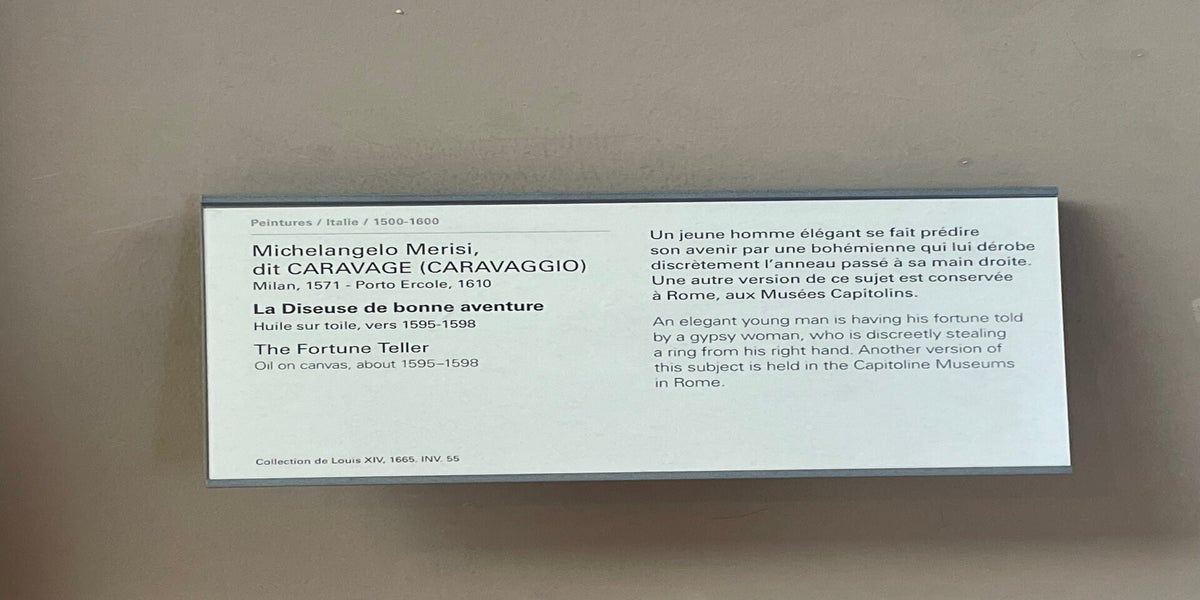 Peintures / Italie / 1500-1600
Michelangelo Merisi,
dit CARAVAGE (CARAVAGGIO)
Milan, 1571 - Porto Ercole, 1610
La Diseuse de bonne aventure
Huile sur toile, vers 1595-1598
The Fortune Teller
Oil on canvas, about 1595–1598
Collection de Louis XIV, 1665. INV. 55
Un jeune homme élégant se fait prédire
son avenir par une bohémienne qui lui dérobe
discrètement l'anneau passé à sa main droite.
Une autre version de ce sujet est conservée
à Rome, aux Musées Capitolins.
An elegant young man is having his fortune told
by a gypsy woman, who is discreetly stealing
a ring from his right hand. Another version of
this subject is held in the Capitoline Museums
in Rome.